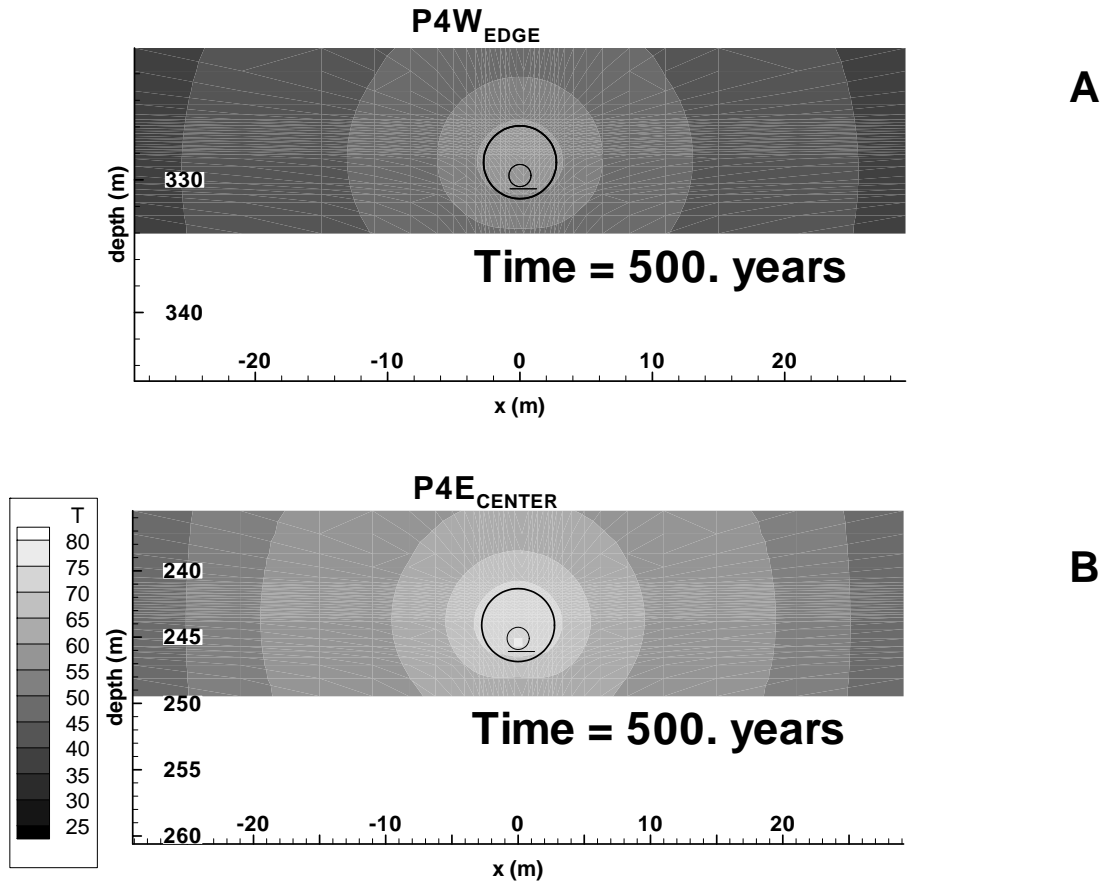 P4W_EDGE
A
330
340
depth (m)
Time = 500. years
-20 -10 0 10 20
x (m)
P4E_CENTER
B
T
80
75
70
65
60
55
50
45
40
35
30
25
240
245
250
255
260
depth (m)
Time = 500. years
-20 -10 0 10 20
x (m)